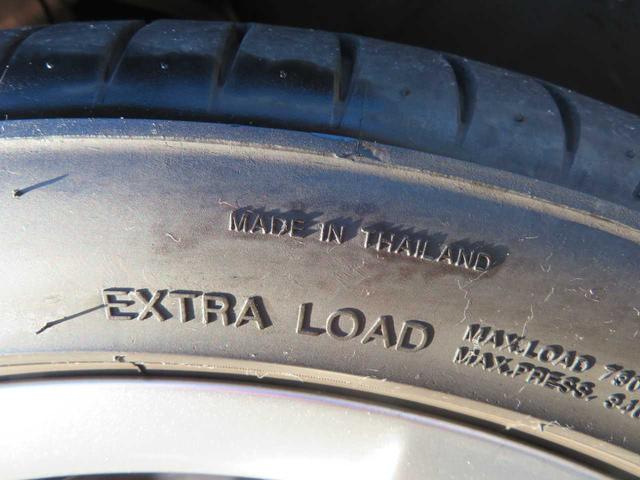 MADE IN THAILAND
EXTRA LOAD
MAX.LOAD
MAX.PRESS.